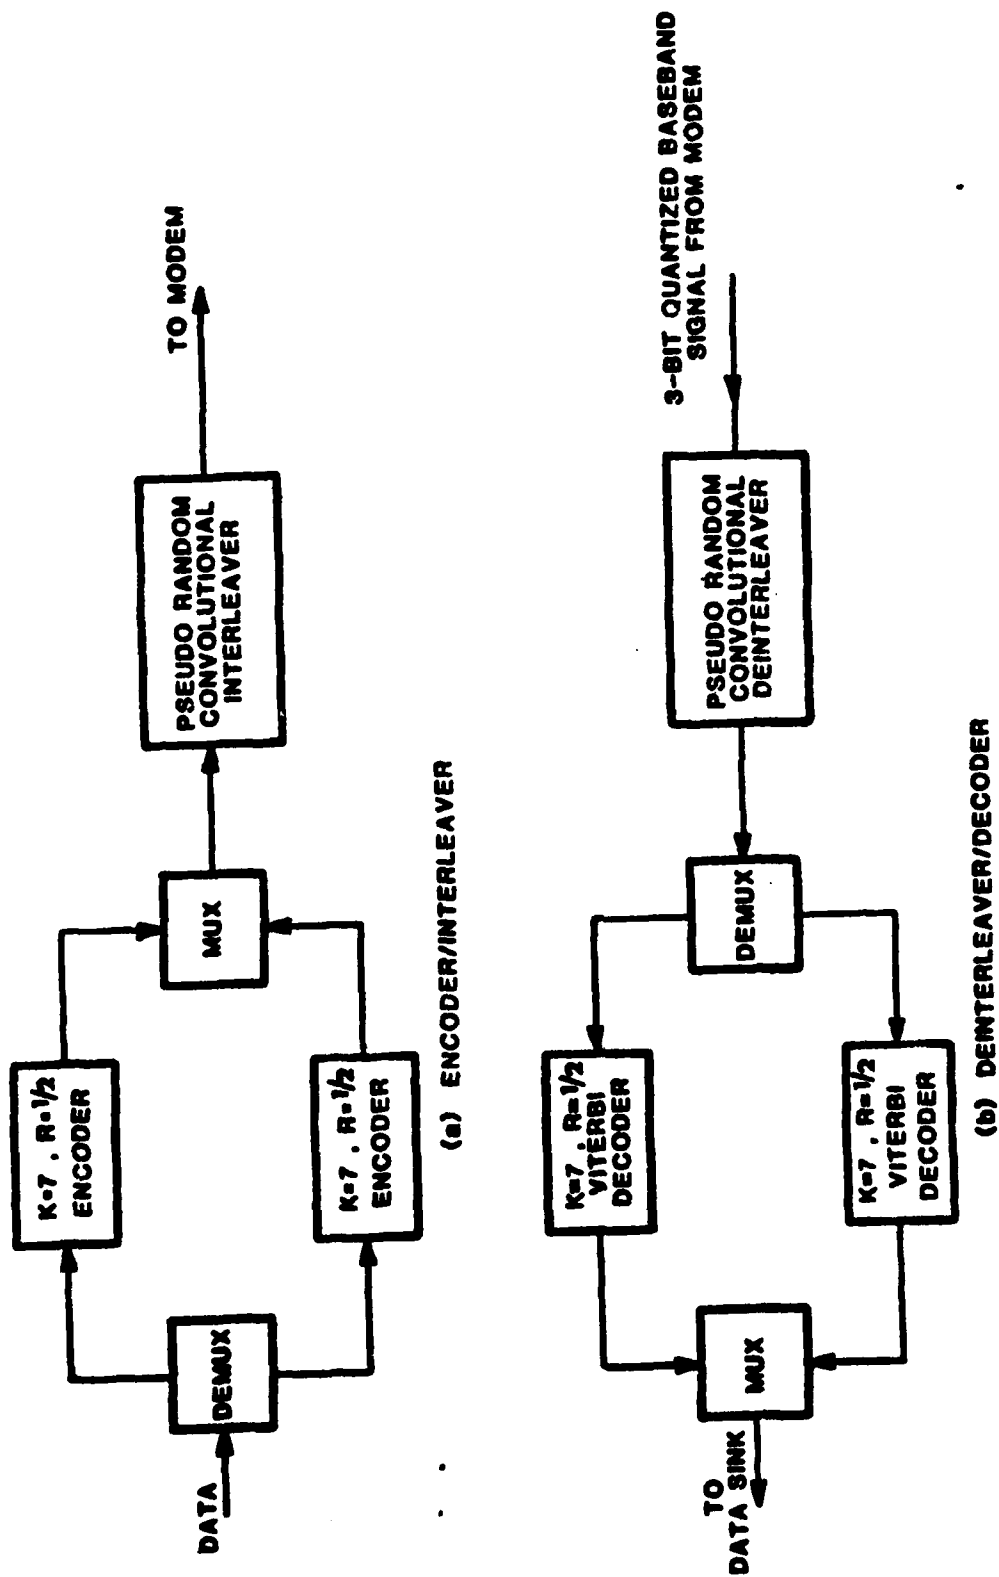 DATA
DEMUX
K=7 , R=1/2
ENCODER
K=7 , R=1/2
ENCODER
MUX
PSEUDO RANDOM
CONVOLUTIONAL
INTERLEAVER
TO MODEM
(a) ENCODER/INTERLEAVER
TO
DATA SINK
MUX
K=7 , R=1/2
VITERBI
DECODER
K=7 , R=1/2
VITERBI
DECODER
DEMUX
PSEUDO RANDOM
CONVOLUTIONAL
DEINTERLEAVER
3-BIT QUANTIZED BASEBAND
SIGNAL FROM MODEM
(b) DEINTERLEAVER/DECODER